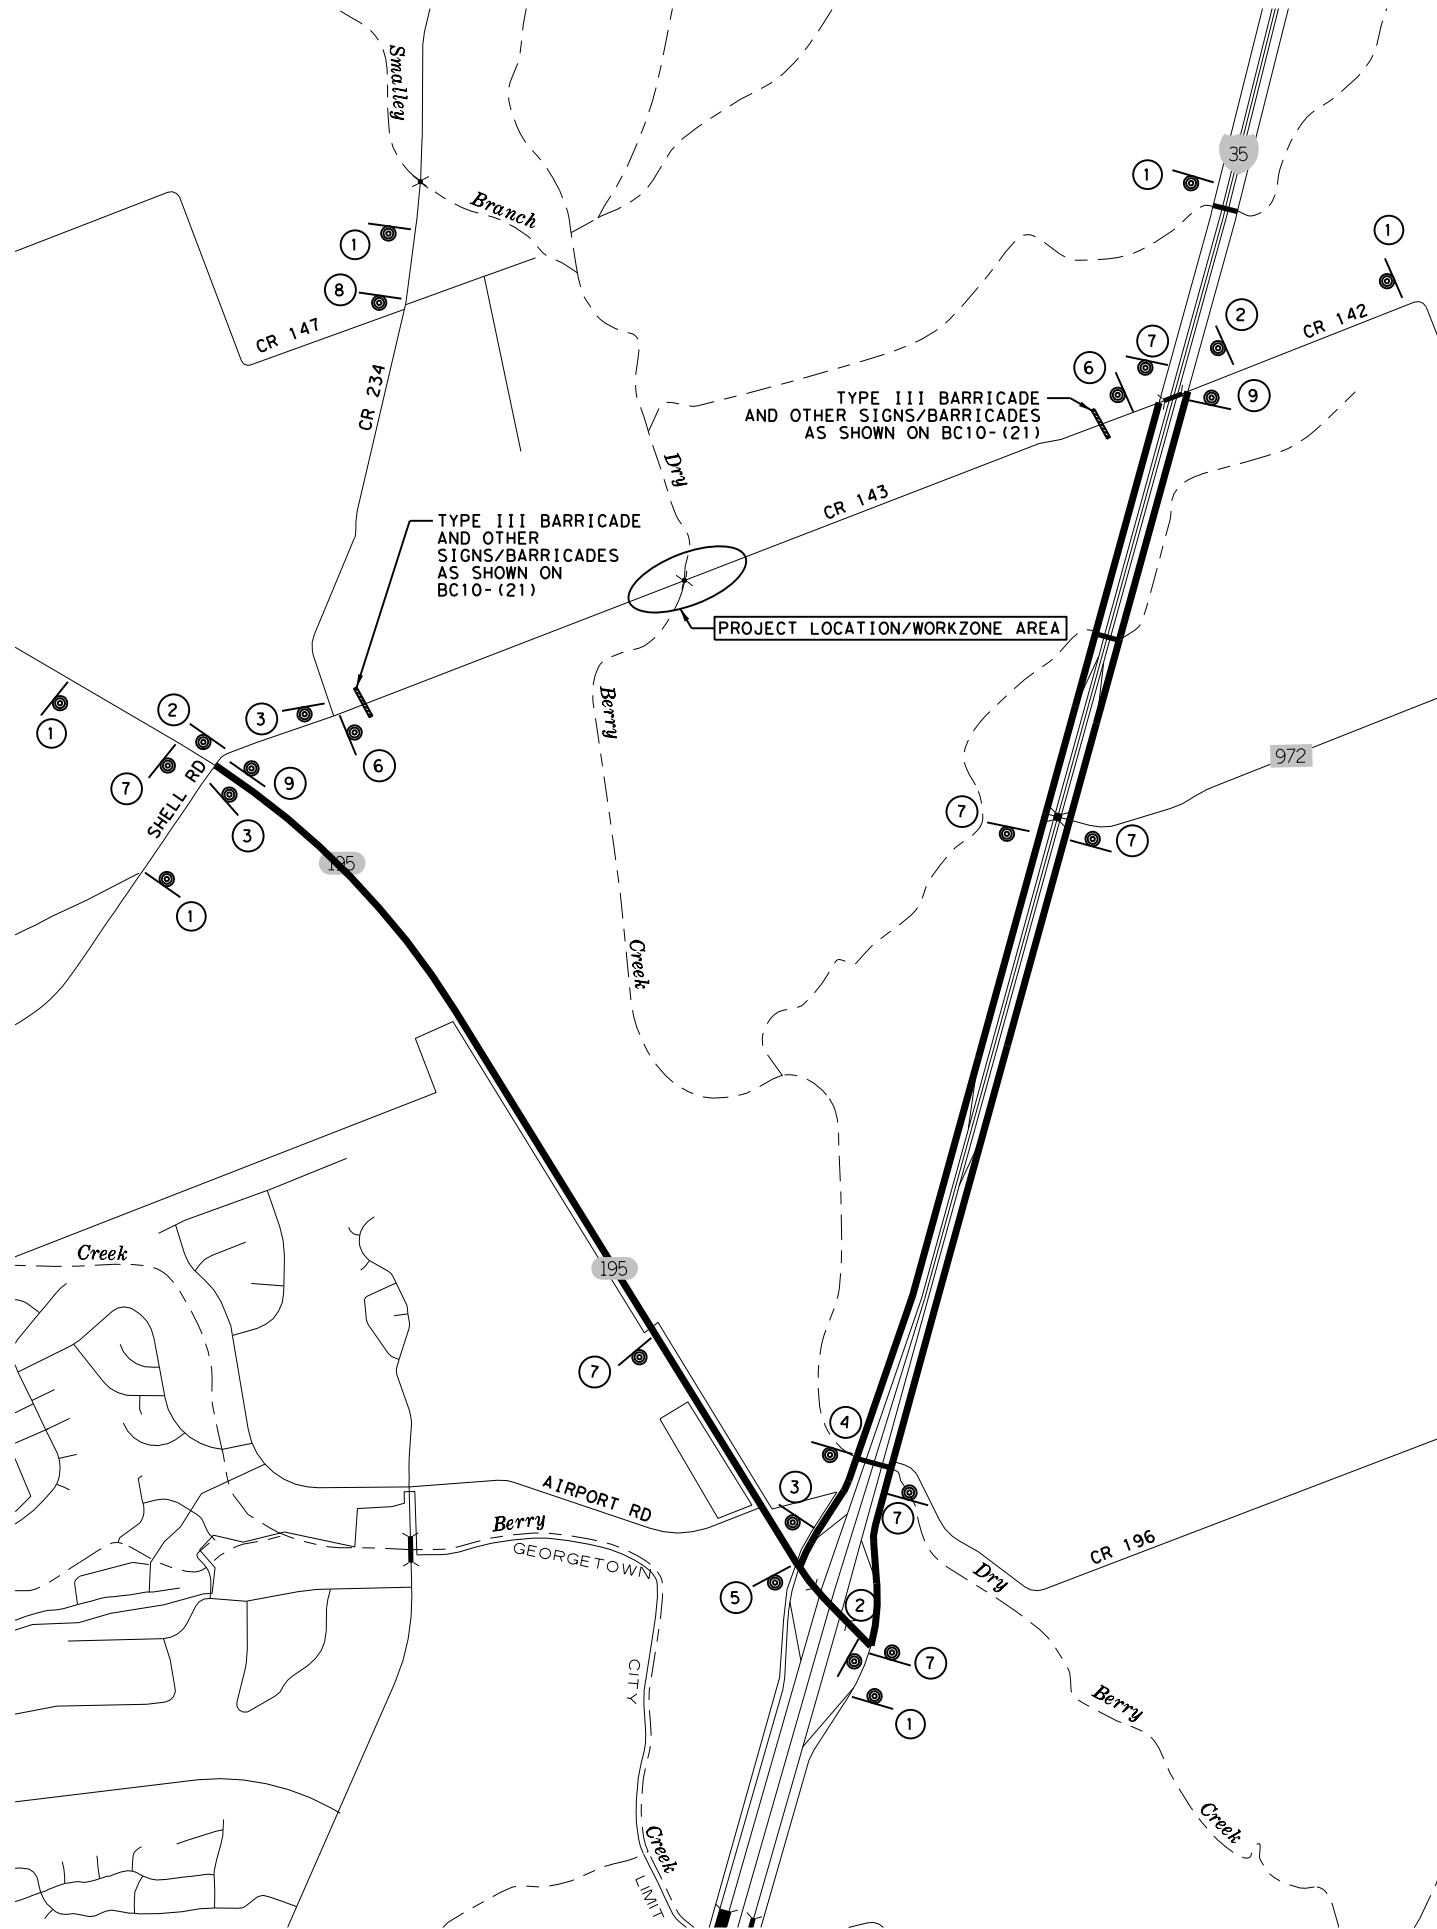 Smalley
35
1
Branch
1
1
8
2
CR 147
CR 142
7
6
CR 234
9
TYPE III BARRICADE
AND OTHER SIGNS/BARRICADES
AS SHOWN ON BC10-(21)
Dry
CR 143
TYPE III BARRICADE
AND OTHER
SIGNS/BARRICADES
AS SHOWN ON
BC10-(21)
PROJECT LOCATION/WORKZONE AREA
Berry
2
3
1
6
972
7
9
SHELL RD
3
7
7
195
1
Creek
Creek
195
7
4
3
AIRPORT RD
7
Berry
GEORGETOWN
CR 196
Dry
5
2
7
CITY
Berry
1
Creek
Creek
LIMIT